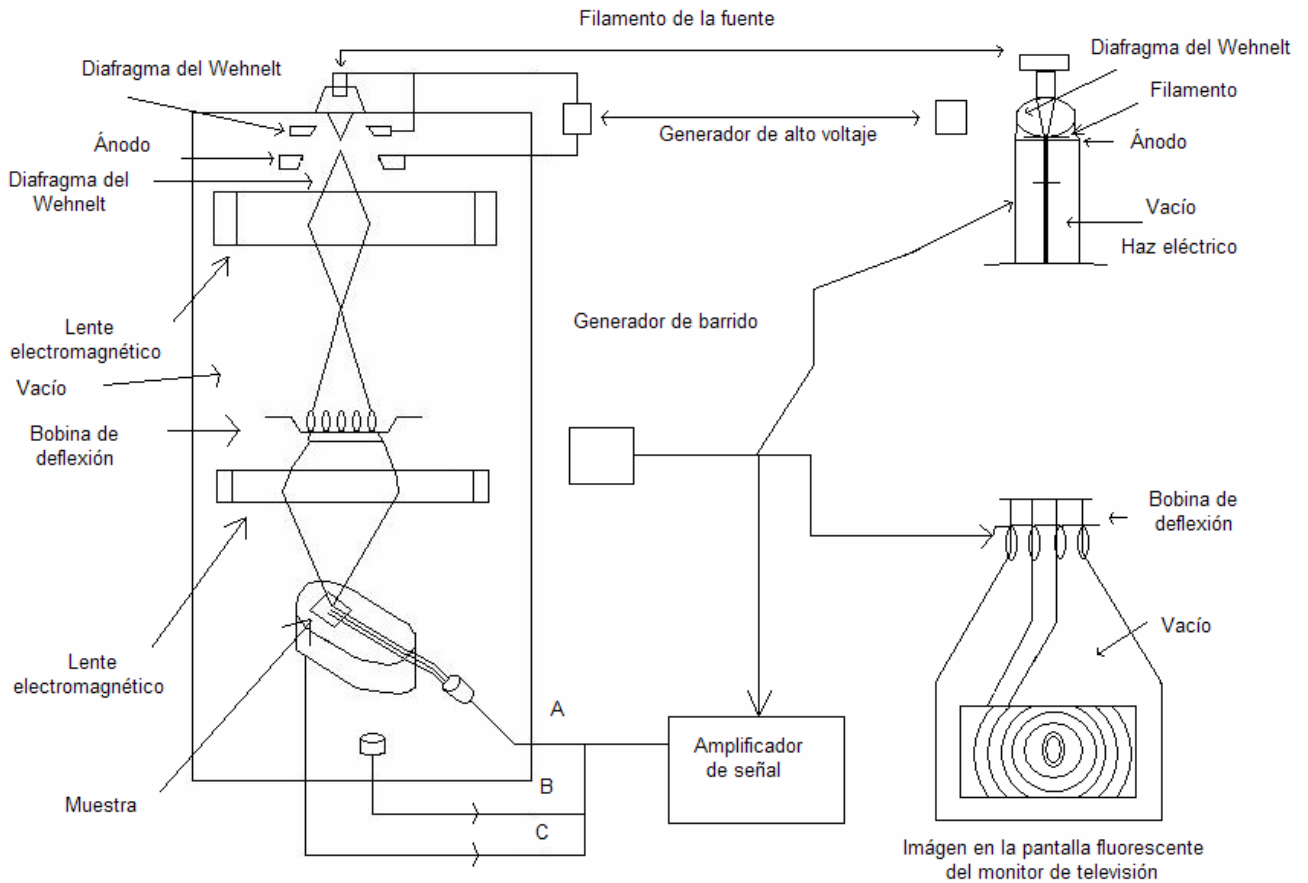 Filamento de la fuente
Diafragma del Wehnelt
Diafragma del Wehnelt
Filamento
Generador de alto voltaje
Ánodo
Ánodo
Diafragma del
Wehnelt
Vacío
Haz eléctrico
Lente
electromagnético
Generador de barrido
Vacío
Bobina de
deflexión
Bobina de
deflexión
Vacío
Lente
electromagnético
A
Amplificador
de señal
B
Muestra
C
Imágen en la pantalla fluorescente
del monitor de televisión